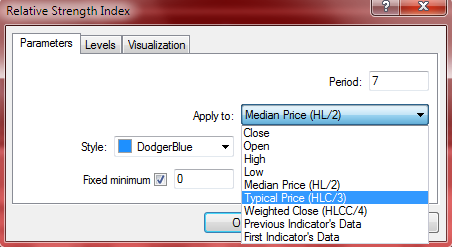 Relative Strength Index
?
X
Parameters
Levels
Visualization
Period: 7
Apply to: Median Price (HL/2)
Close
Open
High
Low
Median Price (HL/2)
Typical Price (HLC/3)
Weighted Close (HLCC/4)
Previous Indicator's Data
First Indicator's Data
Style: DodgerBlue
Fixed minimum 0